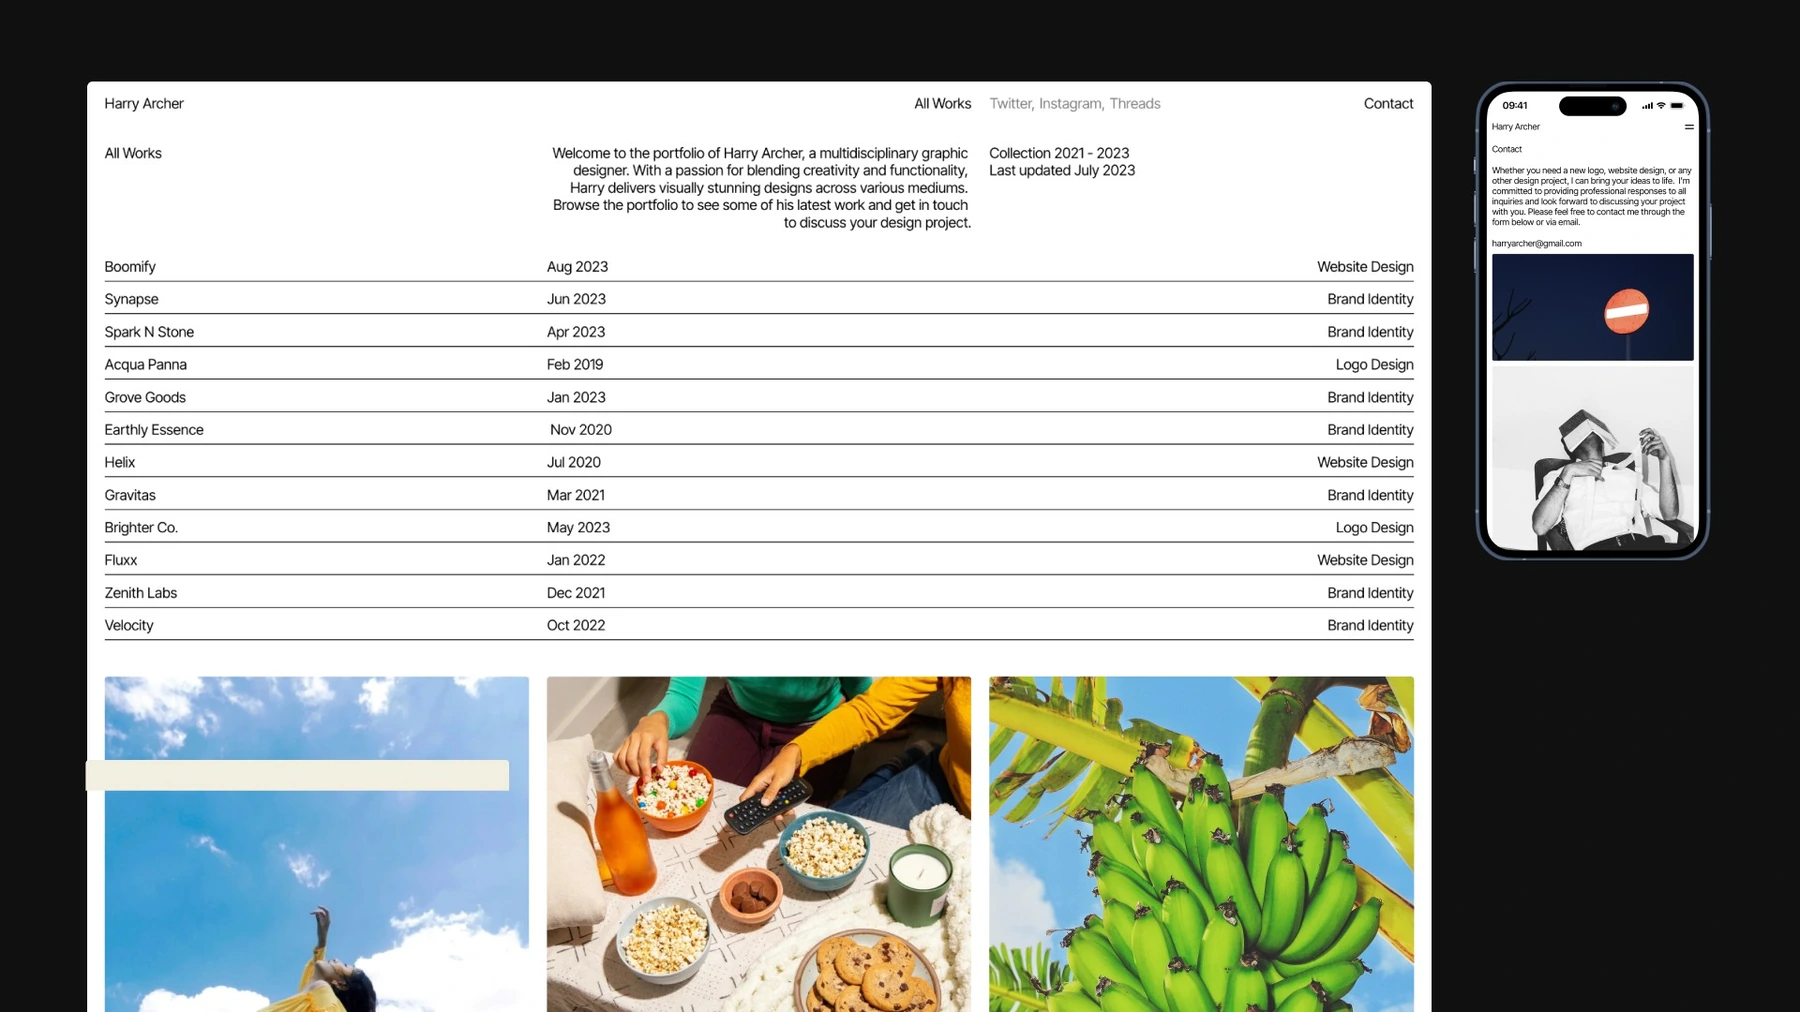 Harry Archer
All Works
Twitter, Instagram, Threads
Contact
All Works
Welcome to the portfolio of Harry Archer, a multidisciplinary graphic
designer. With a passion for blending creativity and functionality,
Harry delivers visually stunning designs across various mediums.
Browse the portfolio to see some of his latest work and get in touch
to discuss your design project.
Collection 2021 - 2023
Last updated July 2023
Boomify Aug 2023 Website Design
Synapse Jun 2023 Brand Identity
Spark N Stone Apr 2023 Brand Identity
Acqua Panna Feb 2019 Logo Design
Grove Goods Jan 2023 Brand Identity
Earthly Essence Nov 2020 Brand Identity
Helix Jul 2020 Website Design
Gravitas Mar 2021 Brand Identity
Brighter Co. May 2023 Logo Design
Fluxx Jan 2022 Website Design
Zenith Labs Dec 2021 Brand Identity
Velocity Oct 2022 Brand Identity
09:41
Harry Archer
Contact
Whether you need a new logo, website design, or any
other design project, I can bring your ideas to life. I'm
committed to providing professional responses to all
inquiries and look forward to discussing your project
with you. Please feel free to contact me through the
form below or via email.
harryarcher@gmail.com